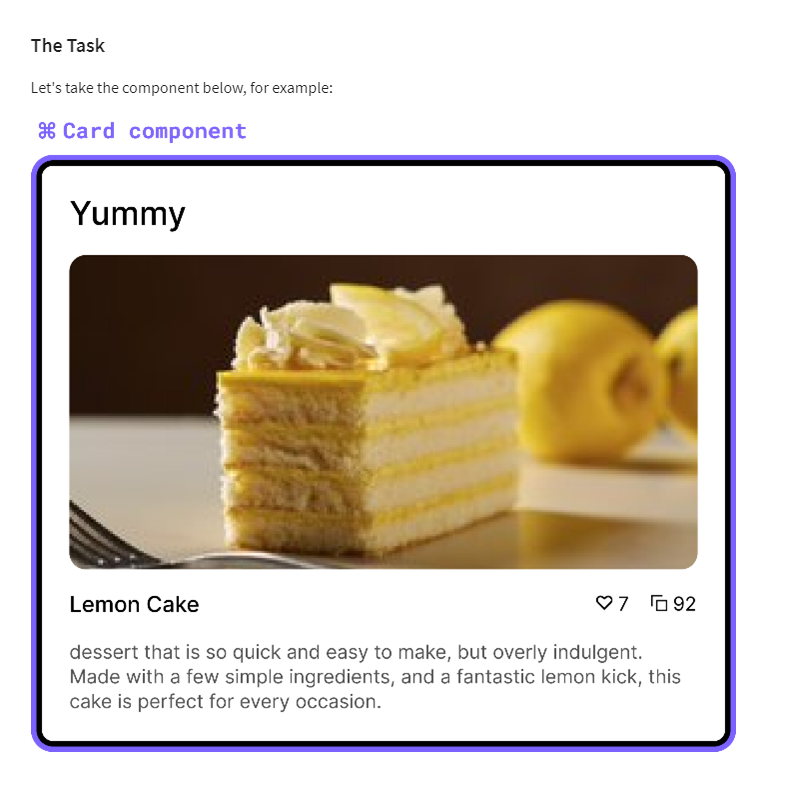 The Task
Let's take the component below, for example:
⌘ Card component
Yummy
Lemon Cake
7 92
dessert that is so quick and easy to make, but overly indulgent.
Made with a few simple ingredients, and a fantastic lemon kick, this
cake is perfect for every occasion.